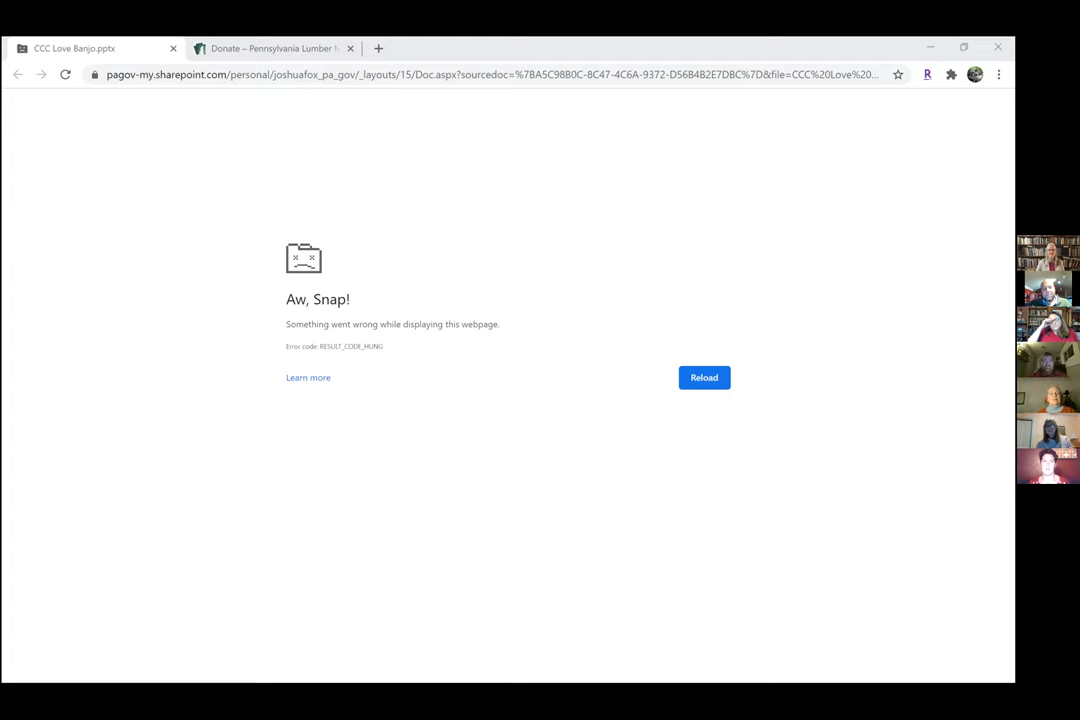 CCC Love Banjo.pptx
Donate – Pennsylvania Lumber M
pagov-my.sharepoint.com/personal/joshuafox_pa_gov/_layouts/15/Doc.aspx?sourcedoc=%7BA5C98B0C-8C47-4C6A-9372-D56B4B2E7DBC%7D&file=CCC%20Love%20...
R
Aw, Snap!
Something went wrong while displaying this webpage.
Error code: RESULT_CODE_HUNG
Learn more
Reload